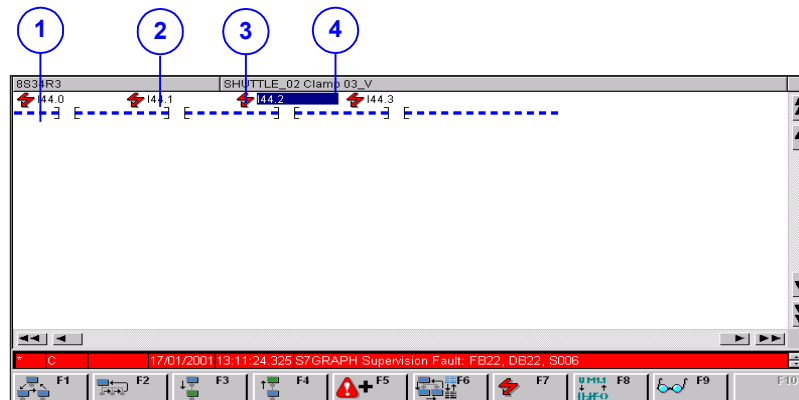 1 2 3 4
8S34R3 SHUTTLE_02 Clamp 03_V
I44.0 I44.1 I44.2 I44.3
* C 17/01/2001 13:11:24.325 S7GRAPH Supervision Fault: FB22, DB22, S006
F1 F2 F3 F4 F5 F6 F7 F8 F9 F10